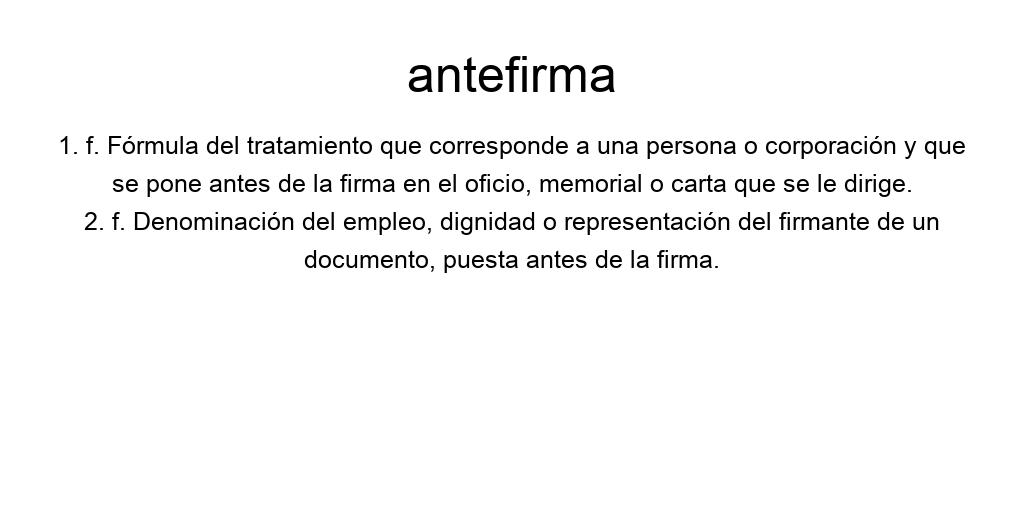 antefirma
1. f. Fórmula del tratamiento que corresponde a una persona o corporación y que
se pone antes de la firma en el oficio, memorial o carta que se le dirige.
2. f. Denominación del empleo, dignidad o representación del firmante de un
documento, puesta antes de la firma.